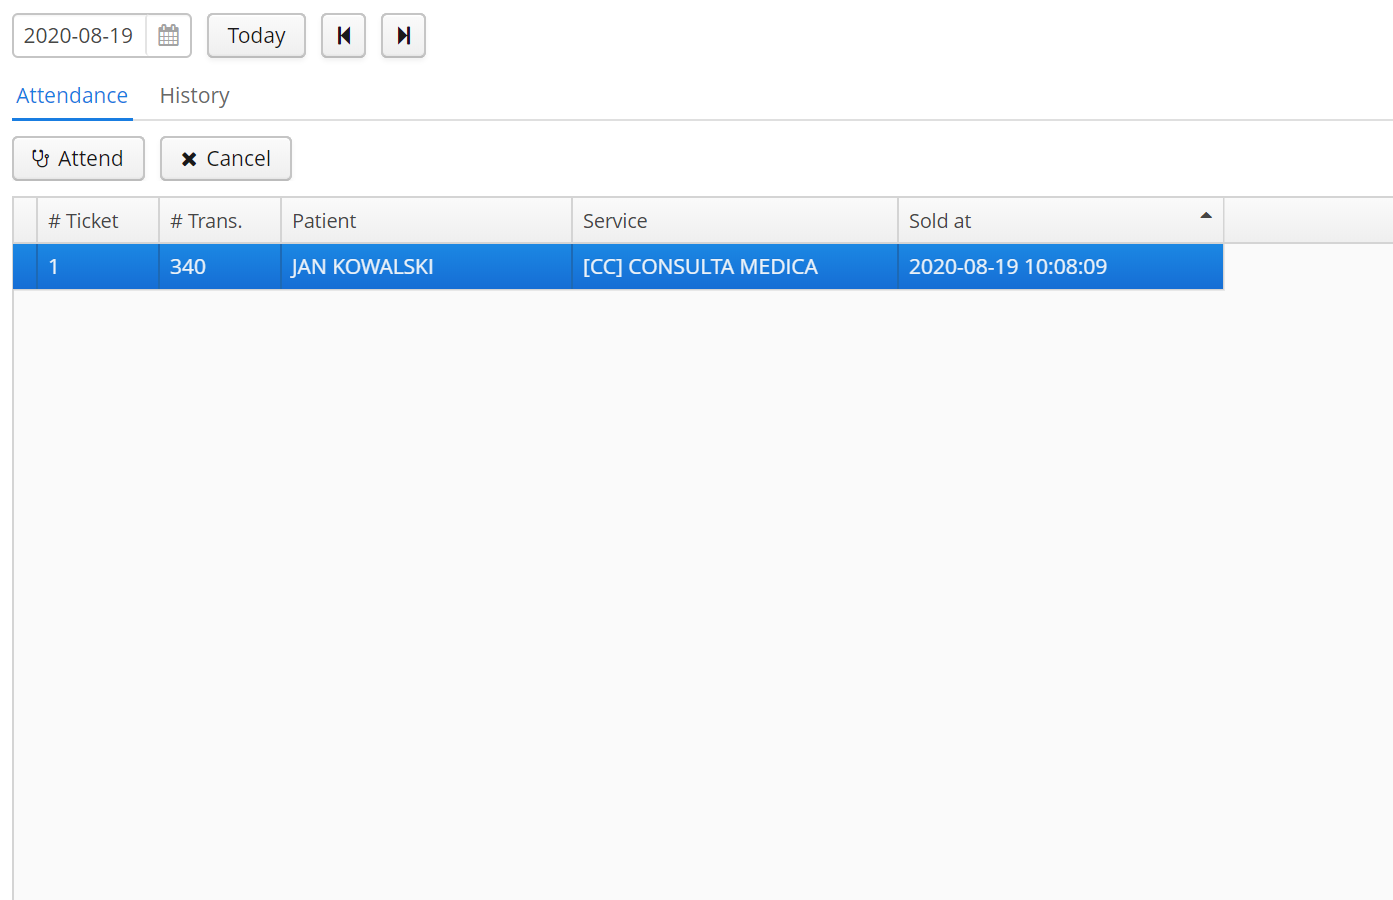 2020-08-19 Today
Attendance History
Attend Cancel
# Ticket # Trans. Patient Service Sold at
1 340 JAN KOWALSKI [CC] CONSULTA MEDICA 2020-08-19 10:08:09